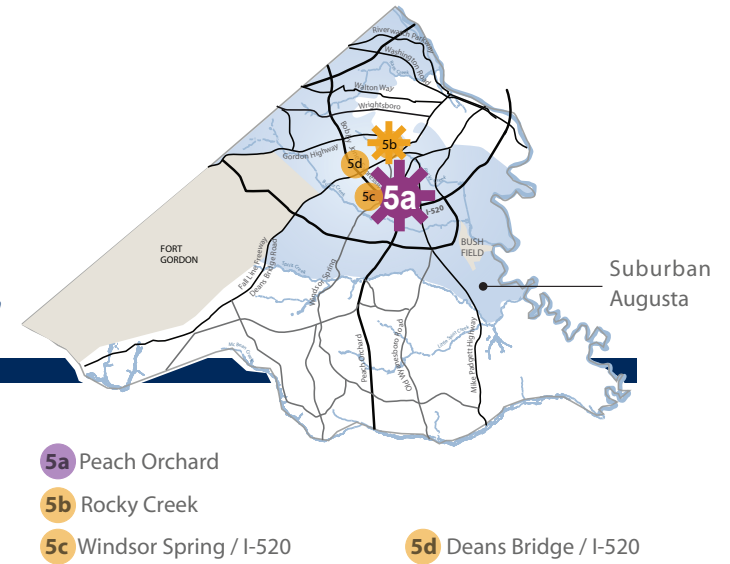 Riverwatch Parkway
Washington Road
Walton Way
Wrightsboro
Bobby
Gordon Highway
5b
5d
5c
5a
I-520
FORT
GORDON
BUSH
FIELD
Fall Line Freeway
Deans Bridge Road
Windsor Spring
Suburban
Augusta
Peach Orchard
Old Waynesboro Road
Mike Padgett Highway
5a Peach Orchard
5b Rocky Creek
5c Windsor Spring / I-520
5d Deans Bridge / I-520